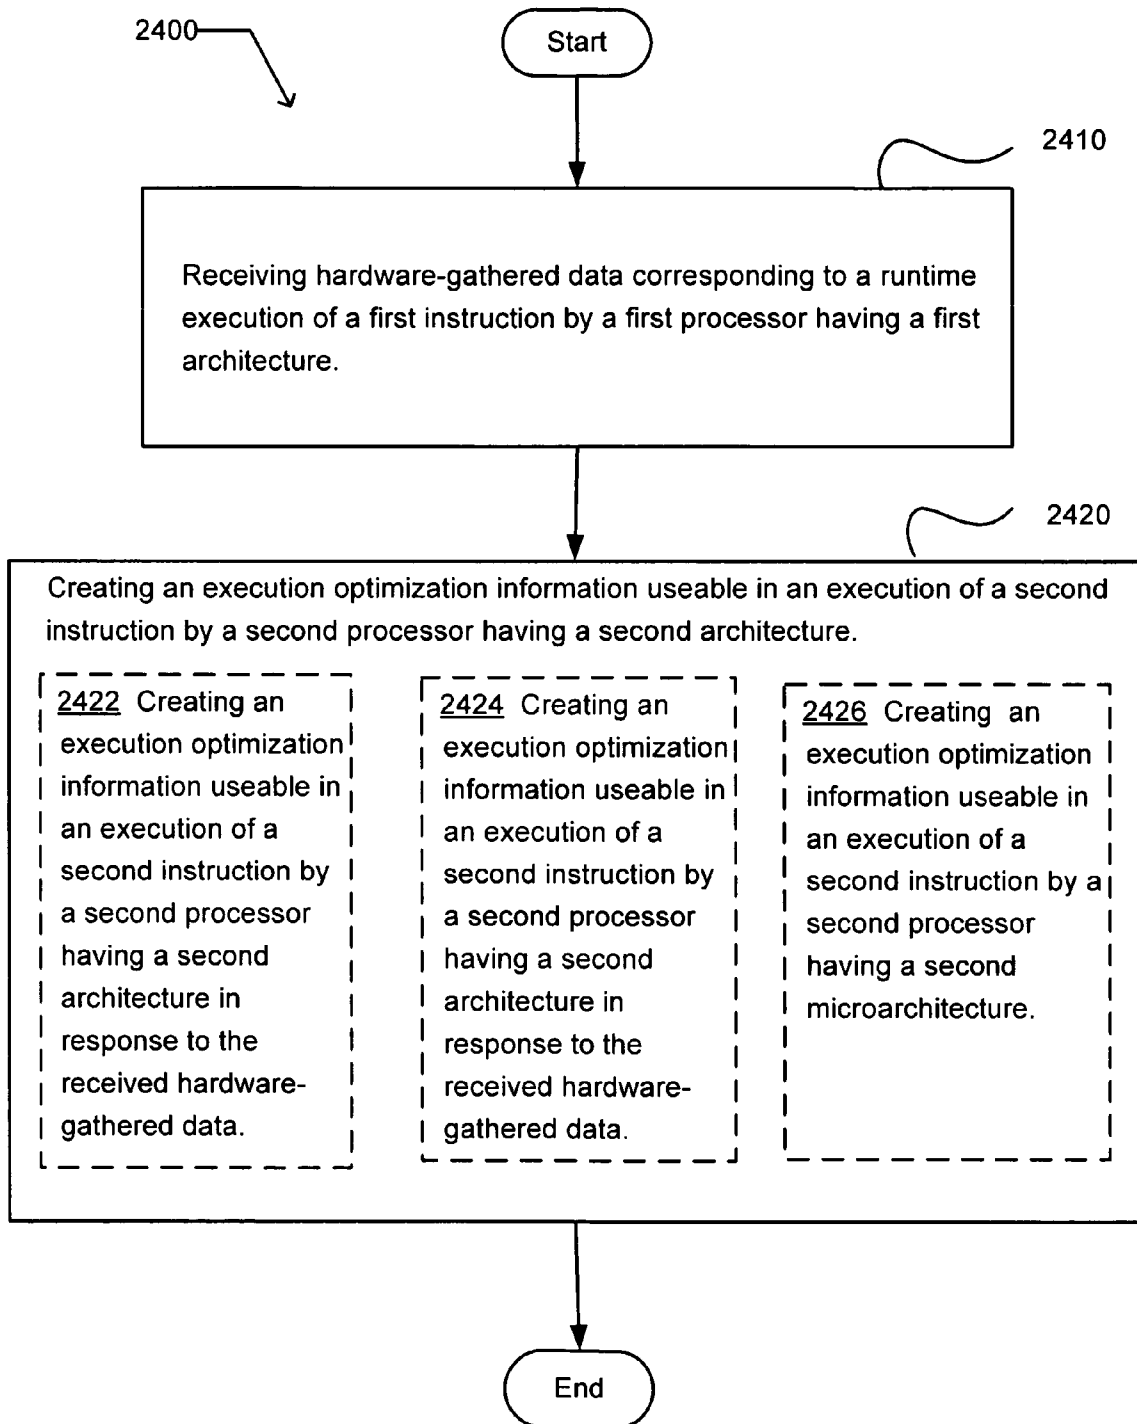 2400
Start
2410
Receiving hardware-gathered data corresponding to a runtime
execution of a first instruction by a first processor having a first
architecture.
2420
Creating an execution optimization information useable in an execution of a second
instruction by a second processor having a second architecture.
2422 Creating an
execution optimization
information useable in
an execution of a
second instruction by
a second processor
having a second
architecture in
response to the
received hardware-
gathered data.
2424 Creating an
execution optimization
information useable in
an execution of a
second instruction by
a second processor
having a second
architecture in
response to the
received hardware-
gathered data.
2426 Creating an
execution optimization
information useable in
an execution of a
second instruction by a
second processor
having a second
microarchitecture.
End